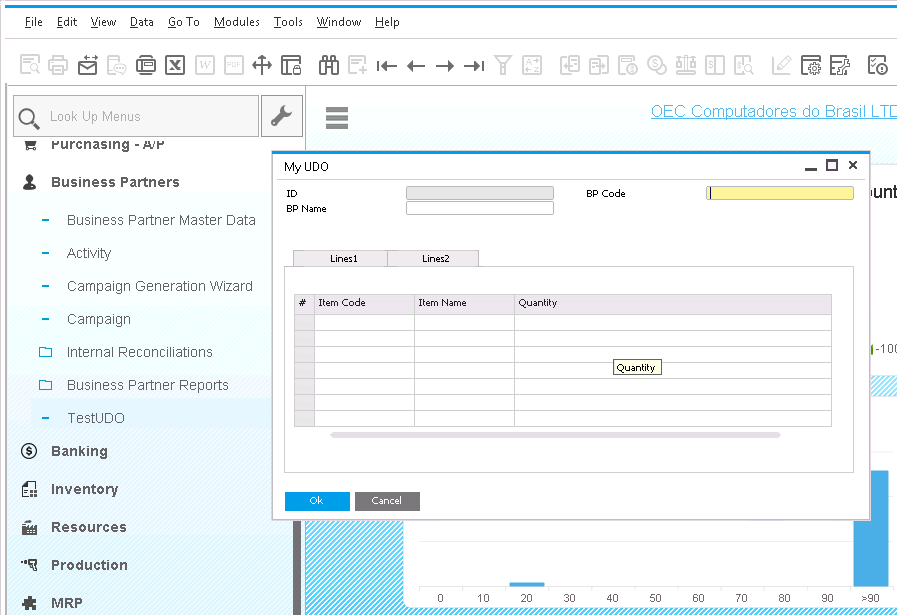 File Edit View Data Go To Modules Tools Window Help
Look Up Menus
OEC Computadores do Brasil LTD
Purchasing - A/P
Business Partners
Business Partner Master Data
Activity
Campaign Generation Wizard
Campaign
Internal Reconciliations
Business Partner Reports
TestUDO
Banking
Inventory
Resources
Production
MRP
My UDO
ID
BP Code
BP Name
Lines1 Lines2
# Item Code Item Name Quantity
Quantity
Ok Cancel
-100
0 10 20 30 40 50 60 70 80 90 >90